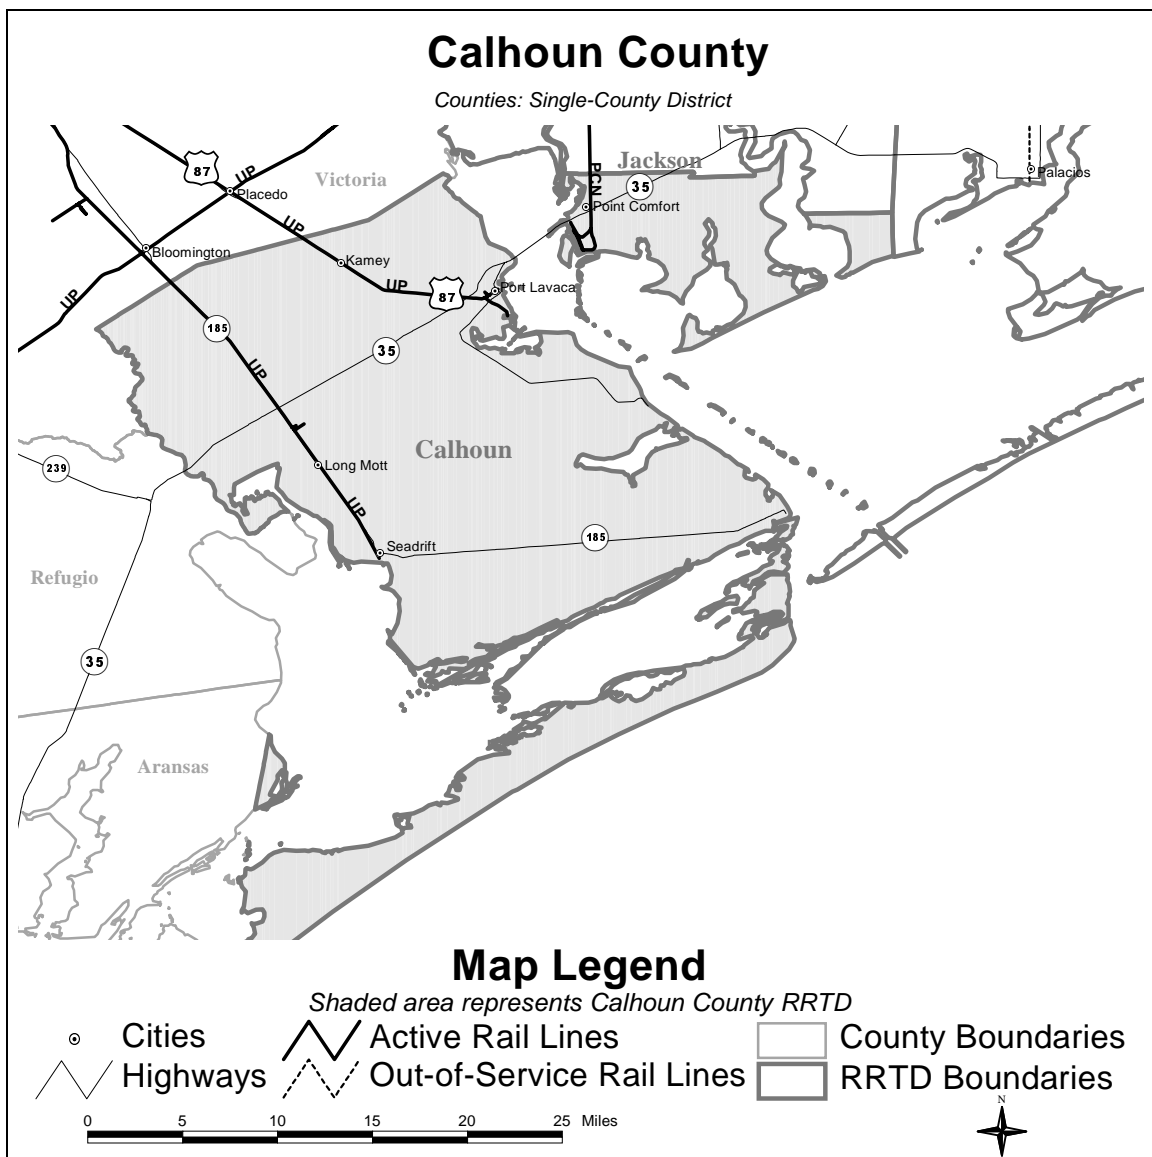 Calhoun County
Counties: Single-County District
Jackson
Victoria
87
UP
PCN
35
Palacios
Placedo
Point Comfort
UP
Bloomington
Kamey
UP
UP
87
Port Lavaca
185
35
UP
Calhoun
239
Long Mott
UP
185
Seadrift
Refugio
35
Aransas
Map Legend
Shaded area represents Calhoun County RRTD
Cities Active Rail Lines County Boundaries
Highways Out-of-Service Rail Lines RRTD Boundaries
0 5 10 15 20 25 Miles
N